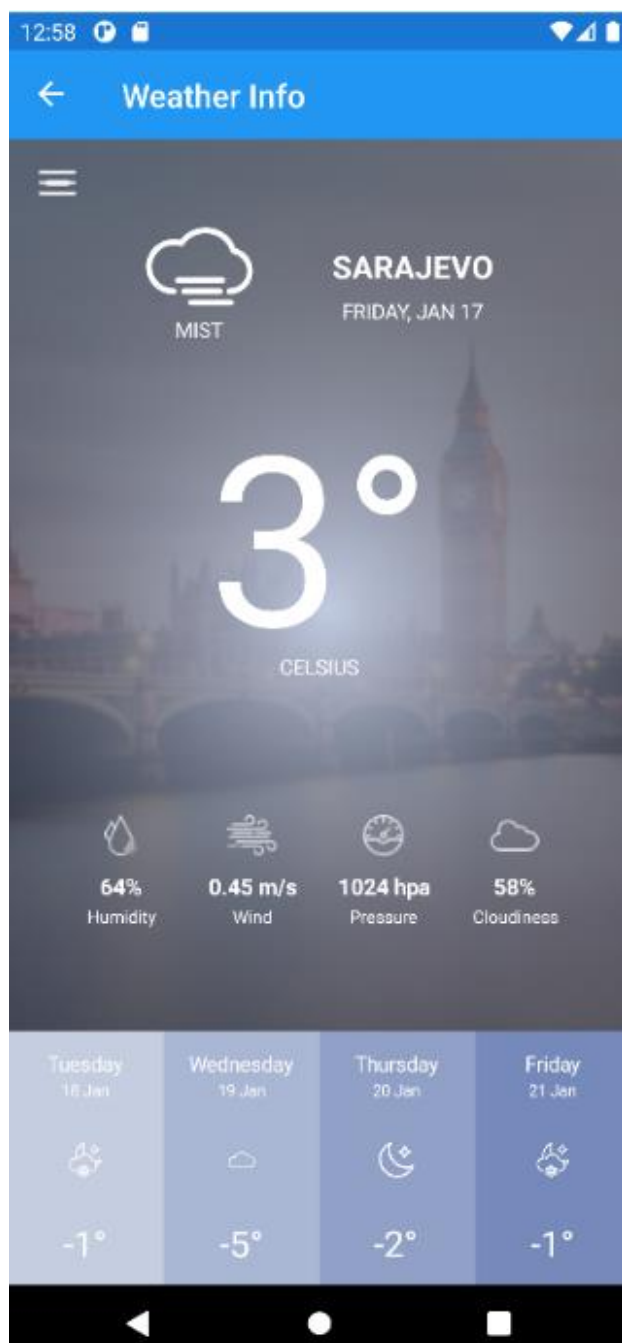 12:58
Weather Info
SARAJEVO
FRIDAY, JAN 17
MIST
3°
CELSIUS
64% 0.45 m/s 1024 hpa 58%
Humidity Wind Pressure Cloudiness
Tuesday Wednesday Thursday Friday
18 Jan 19 Jan 20 Jan 21 Jan
-1° -5° -2° -1°